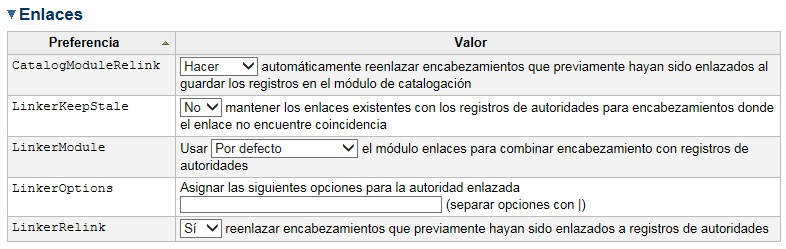 Enlaces
Preferencia Valor
CatalogModuleRelink Hacer automáticamente reenlazar encabezamientos que previamente hayan sido enlazados al
guardar los registros en el módulo de catalogación
LinkerKeepStale No mantener los enlaces existentes con los registros de autoridades para encabezamientos donde
el enlace no encuentre coincidencia
LinkerModule Usar Por defecto el módulo enlaces para combinar encabezamiento con registros de
autoridades
LinkerOptions Asignar las siguientes opciones para la autoridad enlazada
(separar opciones con |)
LinkerRelink Sí reenlazar encabezamientos que previamente hayan sido enlazados a registros de autoridades